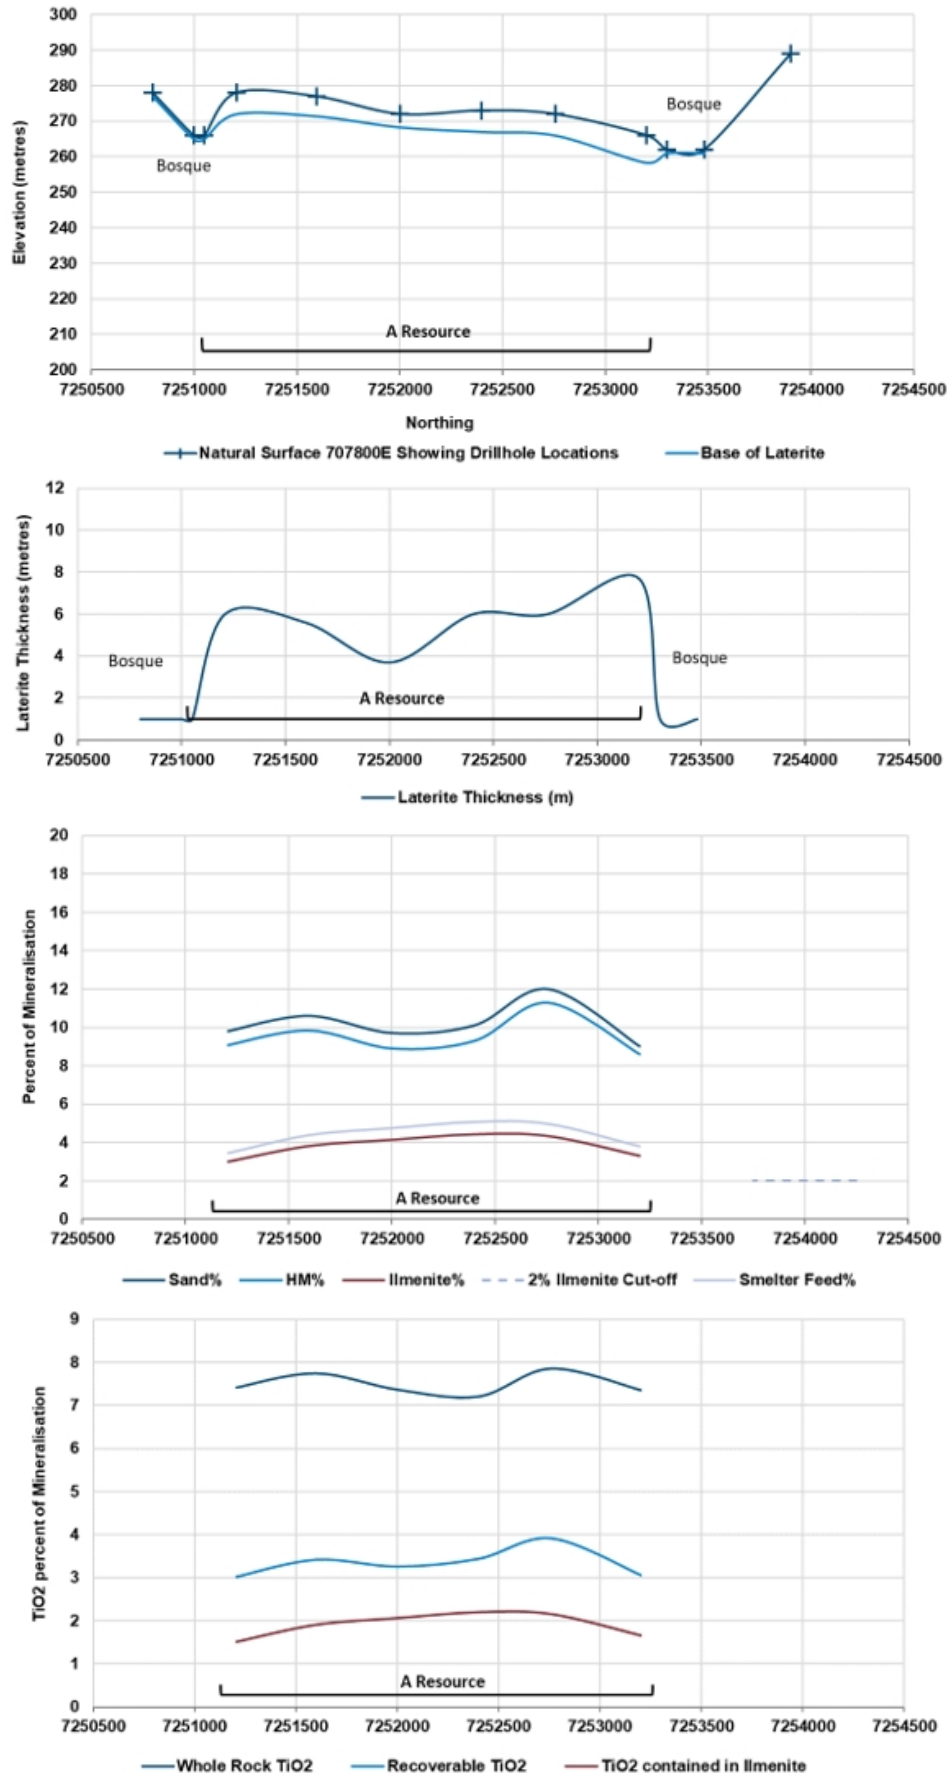 300
290
280
270
260
250
240
230
220
210
200
Elevation (metres)
Bosque
Bosque
A Resource
7250500 7251000 7251500 7252000 7252500 7253000 7253500 7254000 7254500
Northing
Natural Surface 707800E Showing Drillhole Locations Base of Laterite
12
10
8
6
4
2
0
Laterite Thickness (metres)
Bosque
Bosque
A Resource
7250500 7251000 7251500 7252000 7252500 7253000 7253500 7254000 7254500
Laterite Thickness (m)
20
18
16
14
12
10
8
6
4
2
0
Percent of Mineralisation
A Resource
7250500 7251000 7251500 7252000 7252500 7253000 7253500 7254000 7254500
Sand% HM% Ilmenite% 2% Ilmenite Cut-off Smelter Feed%
9
8
7
6
5
4
3
2
1
0
TiO2 percent of Mineralisation
A Resource
7250500 7251000 7251500 7252000 7252500 7253000 7253500 7254000 7254500
Whole Rock TiO2 Recoverable TiO2 TiO2 contained in Ilmenite